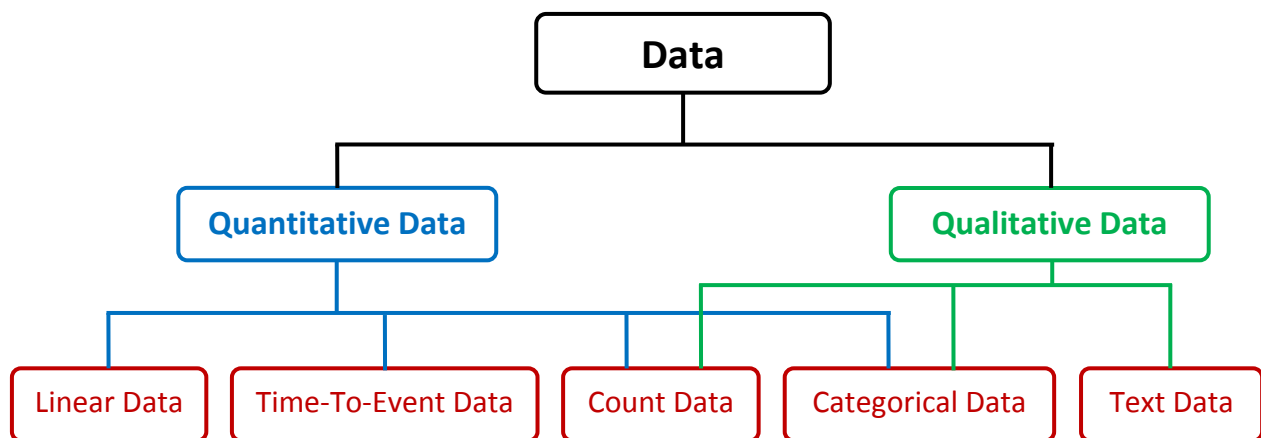 Data
Quantitative Data
Qualitative Data
Linear Data
Time-To-Event Data
Count Data
Categorical Data
Text Data